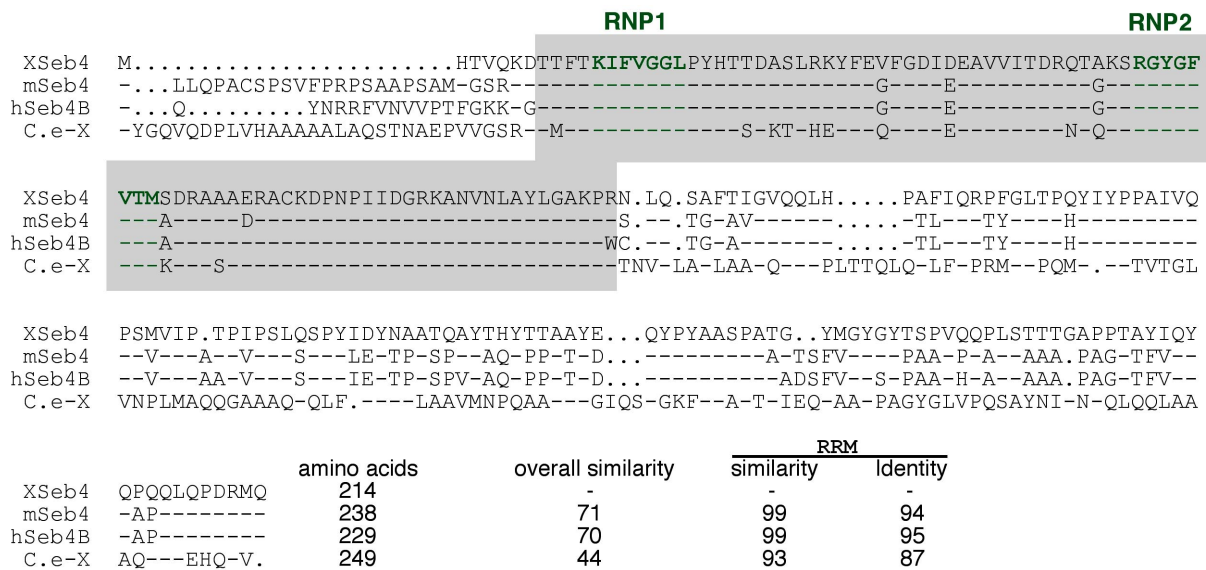 RNP1 RNP2
XSeb4 M........................HTVQKDTTFTKIFVGGLPYHTTDASLRKYFEVFGDIDEAVVITDRQTAKSRGYGF
mSeb4 -...LLQPACSPSVFPRPSAAPSAM-GSR---------------------------G----E----------G-------
hSeb4B -...Q.........YNRRFVNVVPTFGKK-G-------------------------G----E----------G-------
C.e-X -YGQVQDPLVHAAAAALAQSTNAEPVVGSR--M-------------S-KT-HE---Q----E--------N-Q-------
XSeb4 VTMSDRAAAERACKDPNPIIDGRKANVNLAYLGAKPRN.LQ.SAFTIGVQQLH.....PAFIQRPFGLTPQYIYPPAIVQ
mSeb4 ---A-----D---------------------------S.--.TG-AV------.....-TL---TY----H---------
hSeb4B ---A--------------------------------WC.--.TG-A-------.....-TL---TY----H---------
C.e-X ---K---S-----------------------------TNV-LA-LAA-Q---PLTTQLQ-LF-PRM--PQM-.--TVTGL
XSeb4 PSMVIP.TPIPSLQSPYIDYNAATQAYTHYTTAAYE...QYPYAASPATG..YMGYGYTSPVQQPLSTTTGAPPTAYIQY
mSeb4 --V---A--V---S---LE-TP-SP--AQ-PP-T-D...----------A-TSFV----PAA-P-A--AAA.PAG-TFV--
hSeb4B --V---AA-V---S---IE-TP-SPV-AQ-PP-T-D...----------ADSFV--S-PAA-H-A--AAA.PAG-TFV--
C.e-X VNPLMAQQGAAAQ-QLF.----LAAVMNPQAA---GIQS-GKF--A-T-IEQ-AA-PAGYGLVPQSAYNI-N-QLQQLAA
RRM
amino acids overall similarity similarity Identity
XSeb4 QPQQLQPDRMQ 214 - - -
mSeb4 -AP-------- 238 71 99 94
hSeb4B -AP-------- 229 70 99 95
C.e-X AQ---EHQ-V. 249 44 93 87